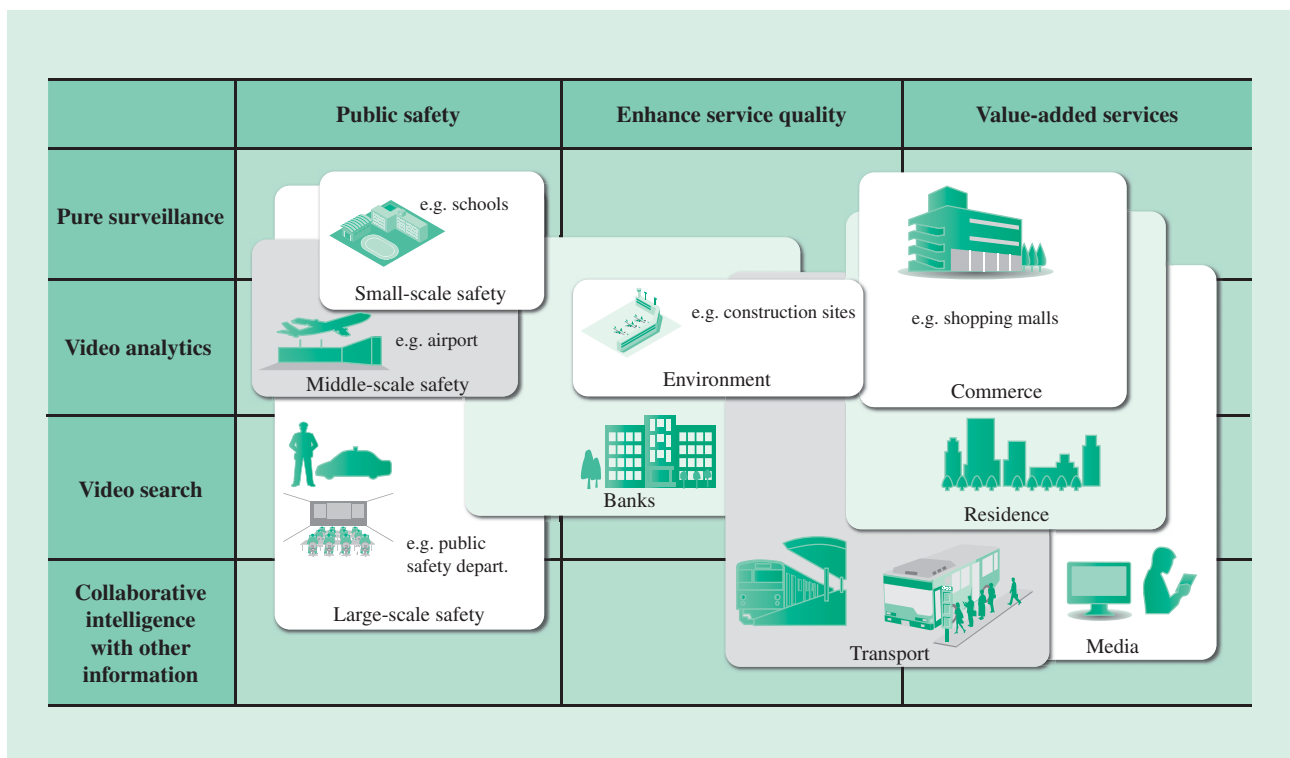 Public safety
Enhance service quality
Value-added services
Pure surveillance
e.g. schools
Small-scale safety
Video analytics
e.g. airport
Middle-scale safety
e.g. construction sites
Environment
e.g. shopping malls
Commerce
Video search
Banks
Residence
e.g. public
safety depart.
Large-scale safety
Collaborative
intelligence
with other
information
Transport
Media